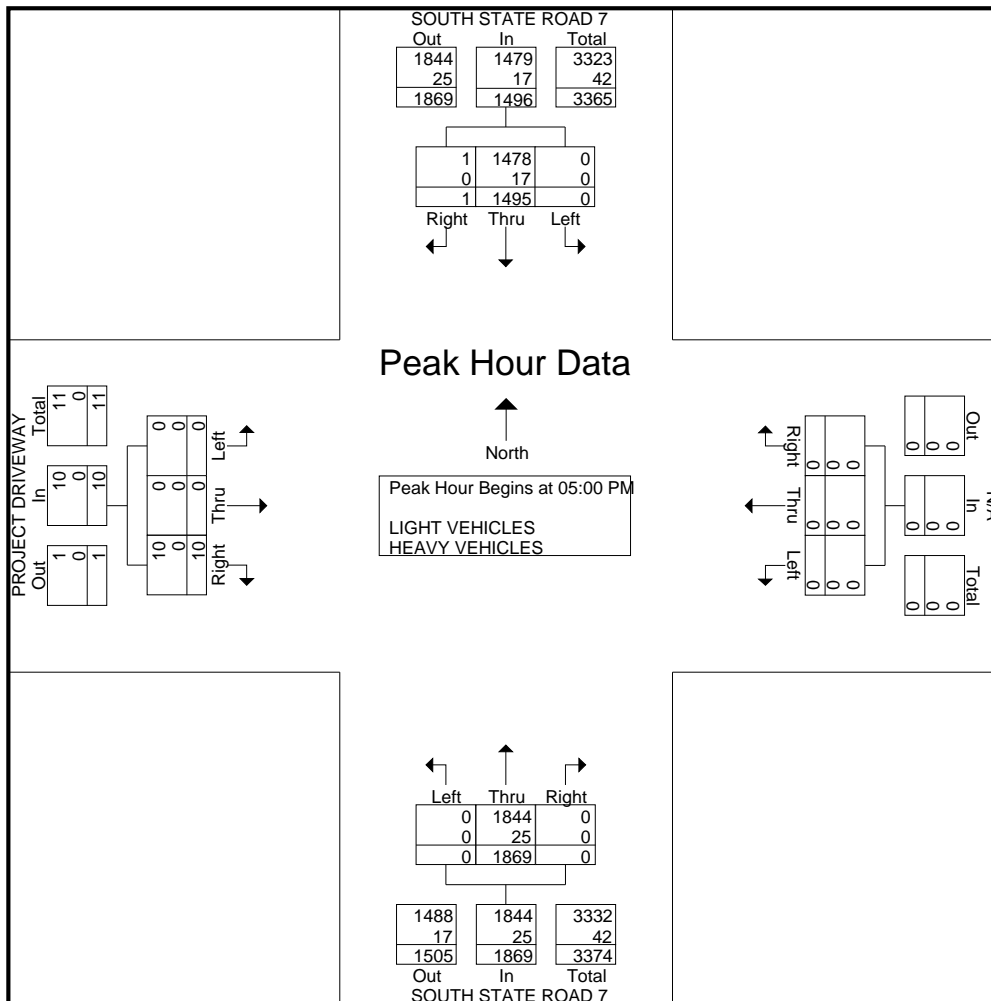 SOUTH STATE ROAD 7
Out In Total
1844 1479 3323
25 17 42
1869 1496 3365
1 1478 0
0 17 0
1 1495 0
Right Thru Left
Peak Hour Data
North
Peak Hour Begins at 05:00 PM
LIGHT VEHICLES
HEAVY VEHICLES
PROJECT DRIVEWAY
Out In Total
1 10 11
0 0 0
1 10 11
0 0 10
0 0 0
0 0 10
Left Thru Right
N/A
Out In Total
0 0 0
0 0 0
0 0 0
Right Thru Left
0 0 0
0 0 0
0 0 0
Left Thru Right
0 1844 0
0 25 0
0 1869 0
1488 1844 3332
17 25 42
1505 1869 3374
Out In Total
SOUTH STATE ROAD 7